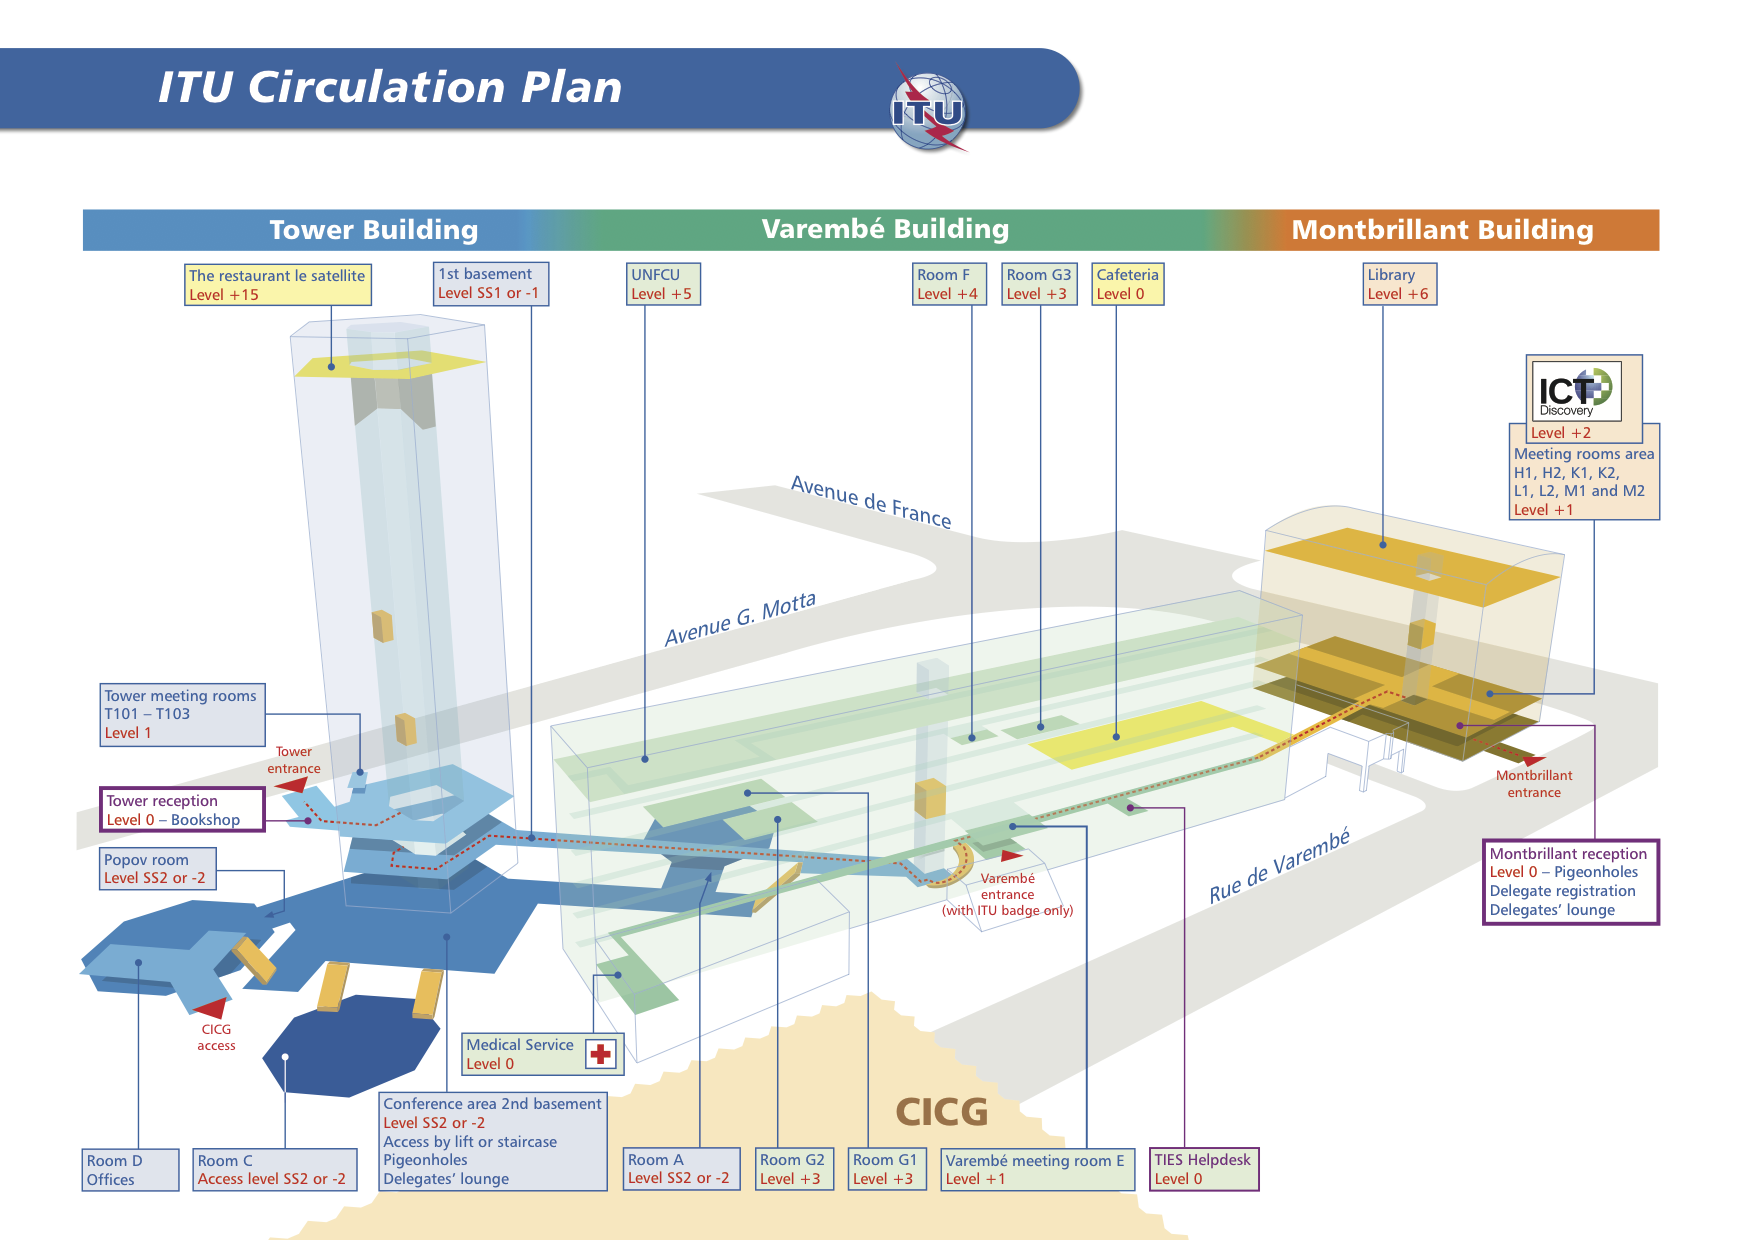 ITU Circulation Plan
ITU
Tower Building
Varembé Building
Montbrillant Building
The restaurant le satellite
Level +15
1st basement
Level SS1 or -1
UNFCU
Level +5
Room F
Level +4
Room G3
Level +3
Cafeteria
Level 0
Library
Level +6
ICT
Discovery
Level +2
Meeting rooms area
H1, H2, K1, K2,
L1, L2, M1 and M2
Level +1
Avenue de France
Avenue G. Motta
Tower meeting rooms
T101 – T103
Level 1
Tower
entrance
Tower reception
Level 0 – Bookshop
Popov room
Level SS2 or -2
Montbrillant
entrance
Montbrillant reception
Level 0 – Pigeonholes
Delegate registration
Delegates’ lounge
Rue de Varembé
Varembé
entrance
(with ITU badge only)
CICG
access
Medical Service
Level 0
CICG
Room D
Offices
Room C
Access level SS2 or -2
Conference area 2nd basement
Level SS2 or -2
Access by lift or staircase
Pigeonholes
Delegates’ lounge
Room A
Level SS2 or -2
Room G2
Level +3
Room G1
Level +3
Varembé meeting room E
Level +1
TIES Helpdesk
Level 0